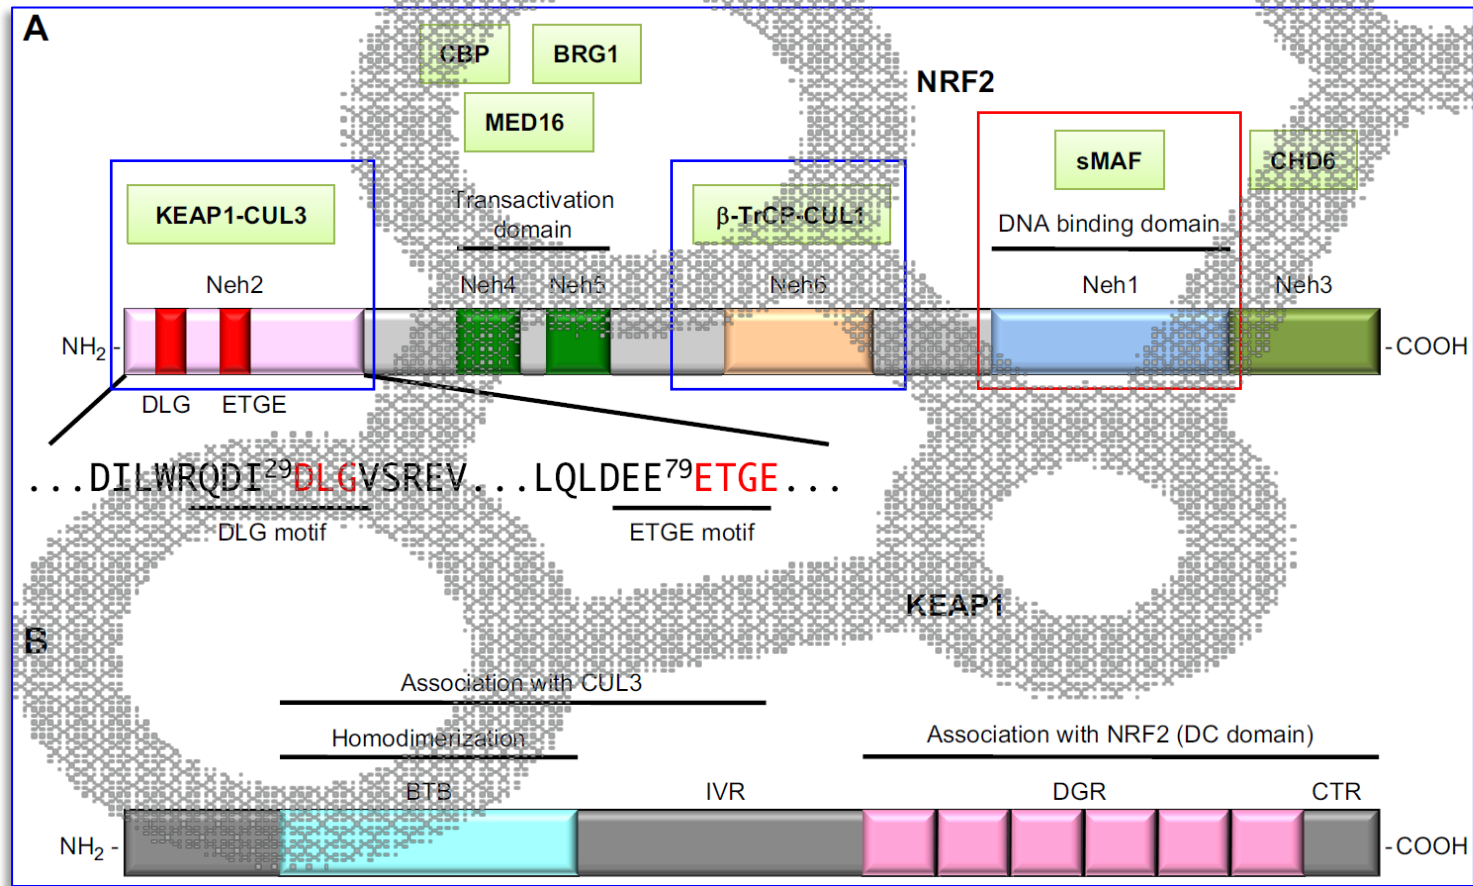 A
CBP
BRG1
NRF2
MED16
sMAF
CHD6
KEAP1-CUL3
Transactivation
domain
β-TrCP-CUL1
DNA binding domain
Neh2
Neh4
Neh5
Neh6
Neh1
Neh3
NH2 -
-COOH
DLG
ETGE
...DILWRQDI29DLGVSREV...LQLDEE79ETGE...
DLG motif
ETGE motif
KEAP1
B
Association with CUL3
Homodimerization
Association with NRF2 (DC domain)
BTB
IVR
DGR
CTR
NH2 -
-COOH